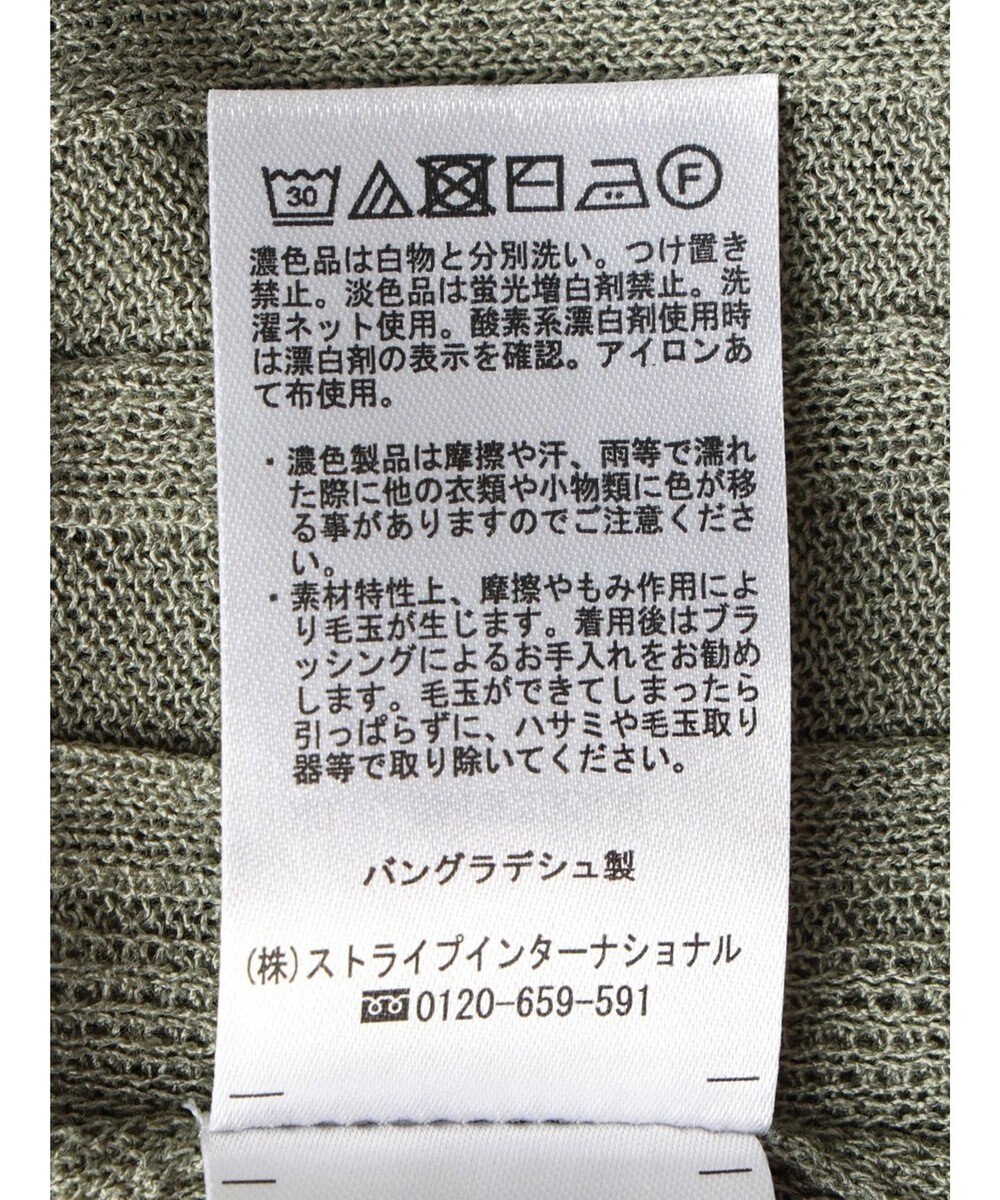 30 F
濃色品は白物と分別洗い。つけ置き
禁止。淡色品は蛍光増白剤禁止。洗
濯ネット使用。酸素系漂白剤使用時
は漂白剤の表示を確認。アイロンあ
て布使用。
・濃色製品は摩擦や汗、雨等で濡れ
た際に他の衣類や小物類に色が移
る事がありますのでご注意くださ
い。
・素材特性上、摩擦やもみ作用によ
り毛玉が生じます。着用後はブラ
ッシングによるお手入れをお勧め
します。毛玉ができてしまったら
引っぱらずに、ハサミや毛玉取り
器等で取り除いてください。
バングラデシュ製
(株)ストライプインターナショナル
0120-659-591